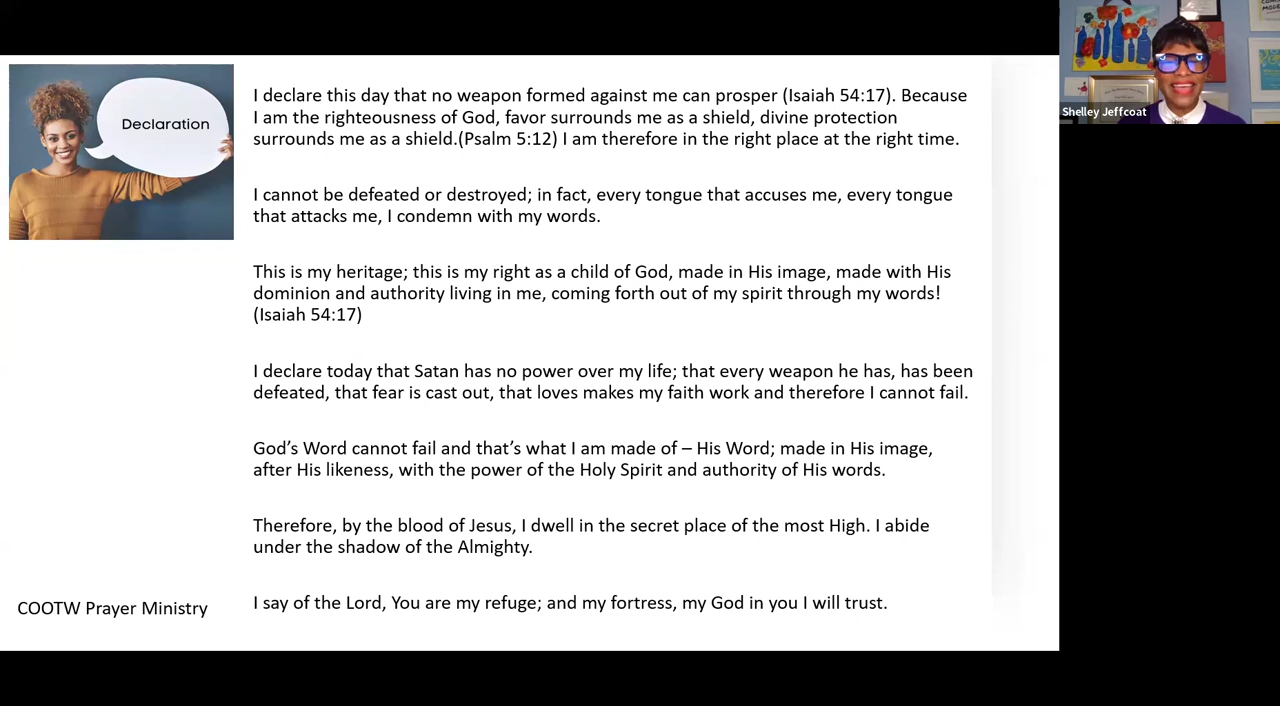 Declaration
I declare this day that no weapon formed against me can prosper (Isaiah 54:17). Because
I am the righteousness of God, favor surrounds me as a shield, divine protection
surrounds me as a shield.(Psalm 5:12) I am therefore in the right place at the right time.
I cannot be defeated or destroyed; in fact, every tongue that accuses me, every tongue
that attacks me, I condemn with my words.
This is my heritage; this is my right as a child of God, made in His image, made with His
dominion and authority living in me, coming forth out of my spirit through my words!
(Isaiah 54:17)
I declare today that Satan has no power over my life; that every weapon he has, has been
defeated, that fear is cast out, that loves makes my faith work and therefore I cannot fail.
God’s Word cannot fail and that’s what I am made of – His Word; made in His image,
after His likeness, with the power of the Holy Spirit and authority of His words.
Therefore, by the blood of Jesus, I dwell in the secret place of the most High. I abide
under the shadow of the Almighty.
I say of the Lord, You are my refuge; and my fortress, my God in you I will trust.
COOTW Prayer Ministry
Shelley Jeffcoat